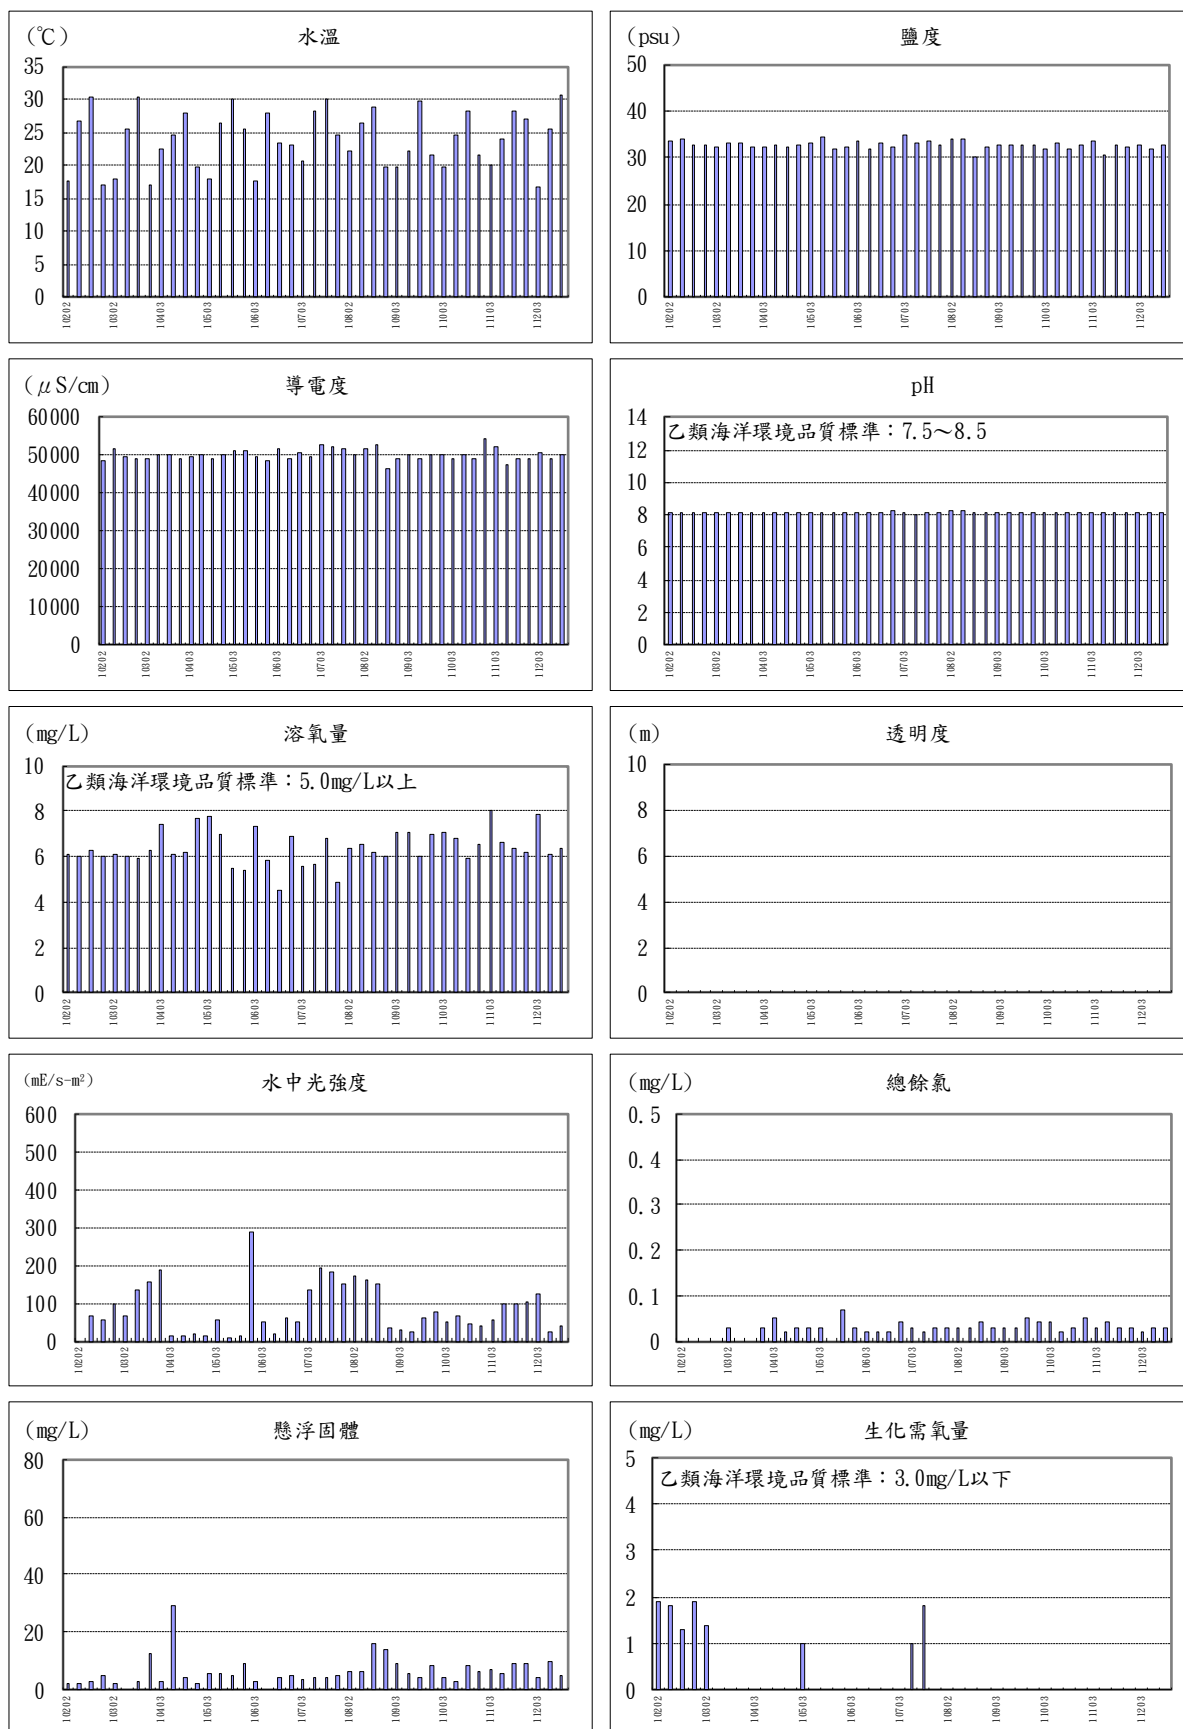 (℃) 水溫
35
30
25
20
15
10
5
0
10202 10302 10403 10503 10603 10703 10802 10903 11003 11103 11203
(psu) 鹽度
50
40
30
20
10
0
10202 10302 10403 10503 10603 10703 10802 10903 11003 11103 11203
(μS/cm) 導電度
60000
50000
40000
30000
20000
10000
0
10202 10302 10403 10503 10603 10703 10802 10903 11003 11103 11203
pH
乙類海洋環境品質標準：7.5～8.5
14
12
10
8
6
4
2
0
10202 10302 10403 10503 10603 10703 10802 10903 11003 11103 11203
(mg/L) 溶氧量
乙類海洋環境品質標準：5.0mg/L以上
10
8
6
4
2
0
10202 10302 10403 10503 10603 10703 10802 10903 11003 11103 11203
(m) 透明度
10
8
6
4
2
0
10202 10302 10403 10503 10603 10703 10802 10903 11003 11103 11203
(mE/s-m²) 水中光強度
600
500
400
300
200
100
0
10202 10302 10403 10503 10603 10703 10802 10903 11003 11103 11203
(mg/L) 總餘氯
0.5
0.4
0.3
0.2
0.1
0
10202 10302 10403 10503 10603 10703 10802 10903 11003 11103 11203
(mg/L) 懸浮固體
80
60
40
20
0
10202 10302 10403 10503 10603 10703 10802 10903 11003 11103 11203
(mg/L) 生化需氧量
乙類海洋環境品質標準：3.0mg/L以下
5
4
3
2
1
0
10202 10302 10403 10503 10603 10703 10802 10903 11003 11103 11203